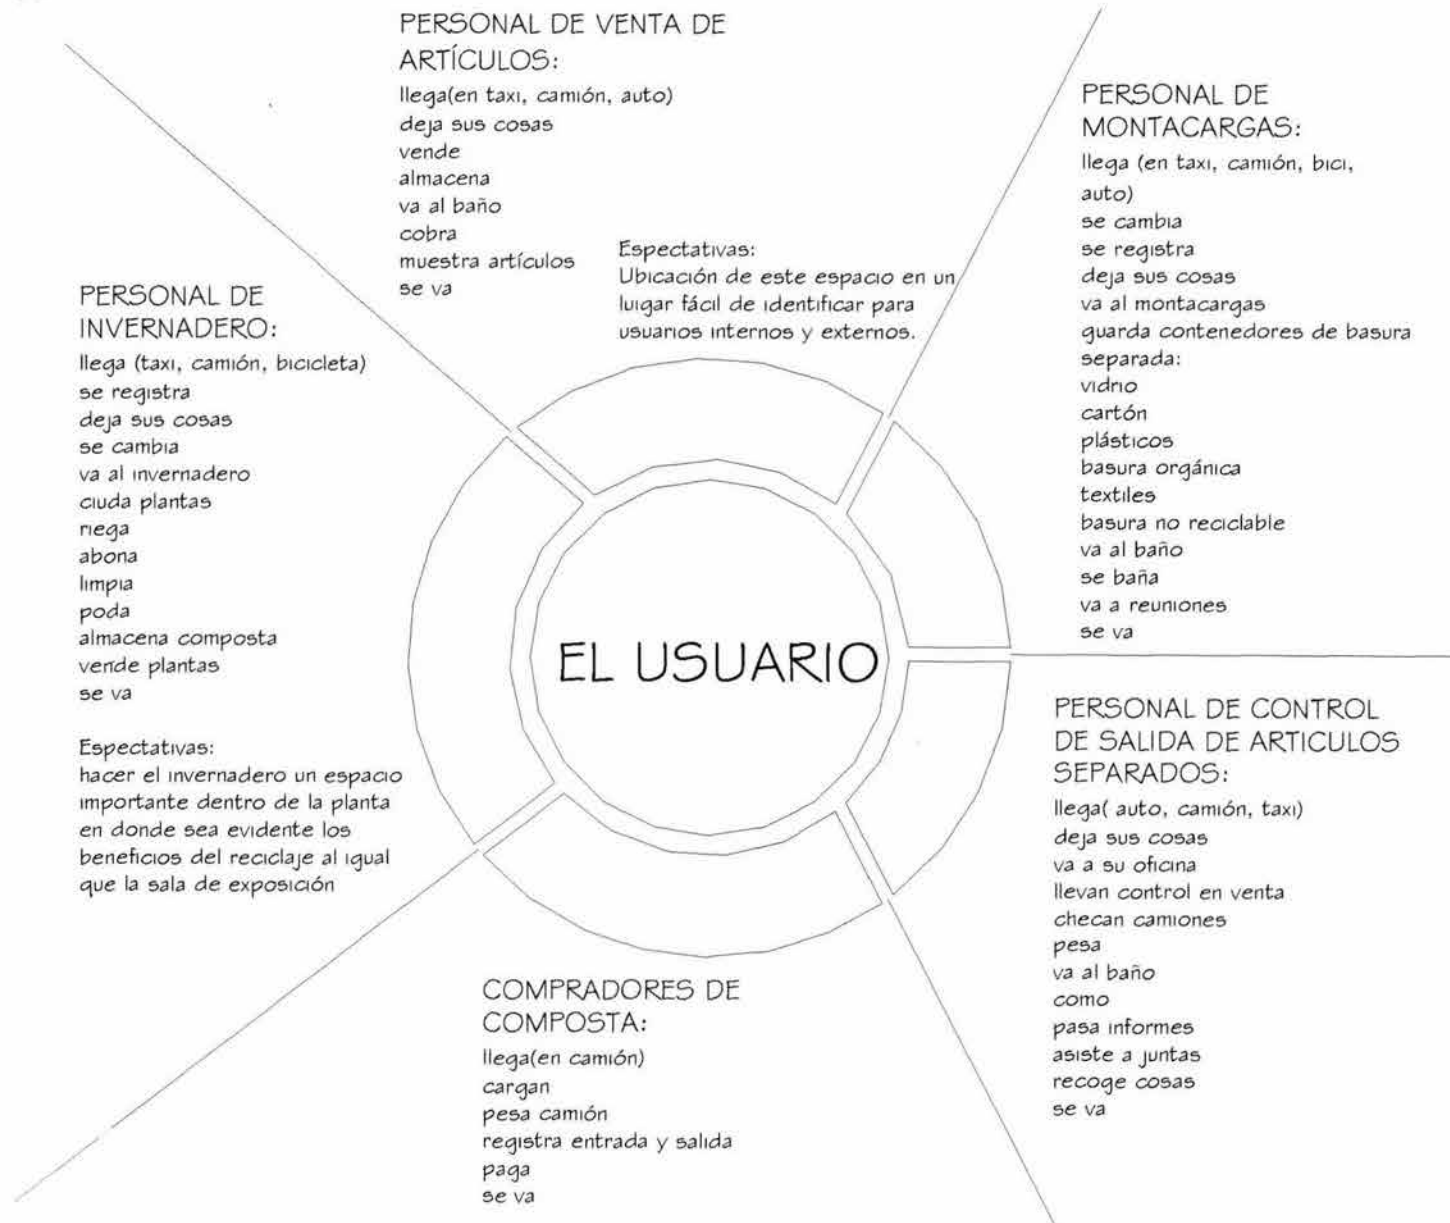 PERSONAL DE VENTA DE
ARTÍCULOS:
llega(en taxi, camión, auto)
deja sus cosas
vende
almacena
va al baño
cobra
muestra artículos
se va
Espectativas:
Ubicación de este espacio en un
luigar fácil de identificar para
usuarios internos y externos.
PERSONAL DE
MONTACARGAS:
llega (en taxi, camión, bici,
auto)
se cambia
se registra
deja sus cosas
va al montacargas
guarda contenedores de basura
separada:
vidrio
cartón
plásticos
basura orgánica
textiles
basura no reciclable
va al baño
se baña
va a reuniones
se va
PERSONAL DE
INVERNADERO:
llega (taxi, camión, bicicleta)
se registra
deja sus cosas
se cambia
va al invernadero
ciuda plantas
riega
abona
limpia
poda
almacena composta
vende plantas
se va
Espectativas:
hacer el invernadero un espacio
importante dentro de la planta
en donde sea evidente los
beneficios del reciclaje al igual
que la sala de exposición
EL USUARIO
PERSONAL DE CONTROL
DE SALIDA DE ARTICULOS
SEPARADOS:
llega( auto, camión, taxi)
deja sus cosas
va a su oficina
llevan control en venta
checan camiones
pesa
va al baño
como
pasa informes
asiste a juntas
recoge cosas
se va
COMPRADORES DE
COMPOSTA:
llega(en camión)
cargan
pesa camión
registra entrada y salida
paga
se va